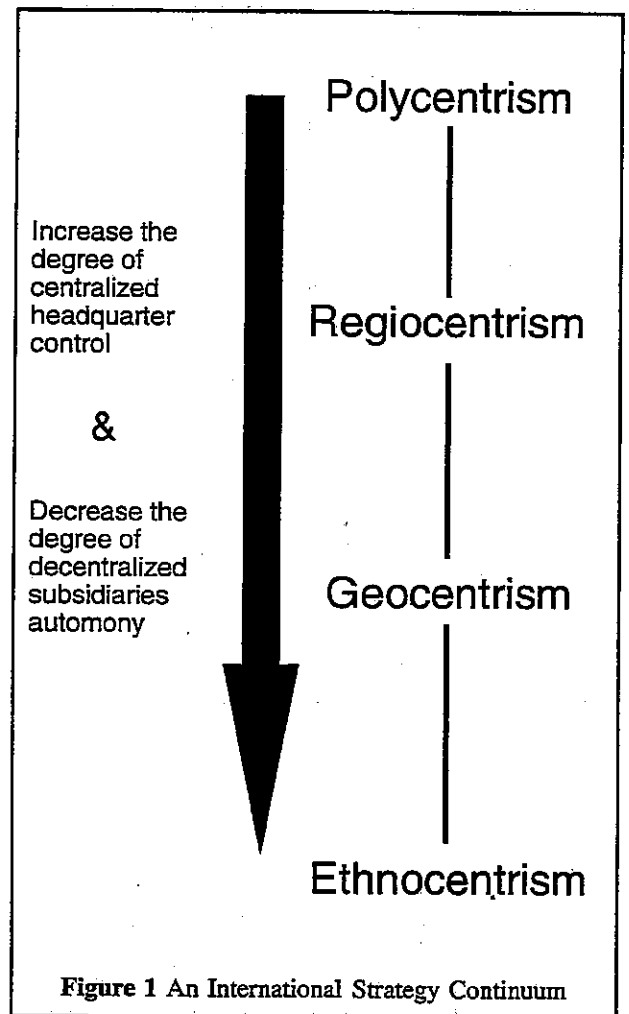 Polycentrism
Increase the
degree of
centralized
headquarter
control
Regiocentrism
&
Decrease the
degree of
decentralized
subsidiaries
automony
Geocentrism
Ethnocentrism
Figure 1 An International Strategy Continuum